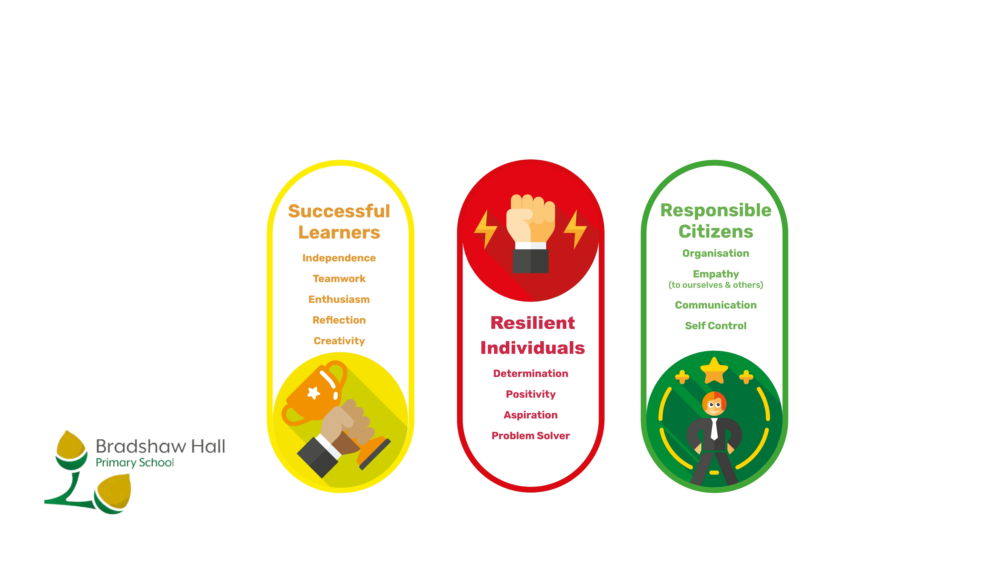 Successful
Learners
Independence
Teamwork
Enthusiasm
Reflection
Creativity
Resilient
Individuals
Determination
Positivity
Aspiration
Problem Solver
Responsible
Citizens
Organisation
Empathy
(to ourselves & others)
Communication
Self Control
Bradshaw Hall
Primary School